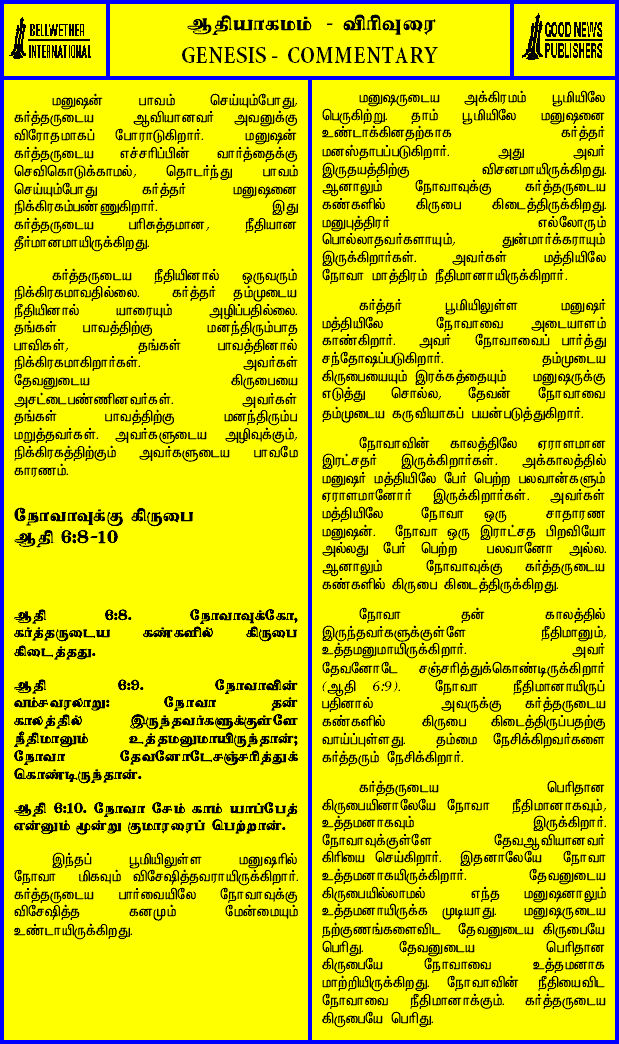 BELLWETHER
INTERNATIONAL
ஆதியாகமம் - விரிவுரை
GENESIS - COMMENTARY
GOOD NEWS
PUBLISHERS
மனுஷன் பாவம் செய்யும்போது,
கர்த்தருடைய ஆவியானவர் அவனுக்கு
விரோதமாகப் போராடுகிறார். மனுஷன்
கர்த்தருடைய எச்சரிப்பின் வார்த்தைக்கு
செவிகொடுக்காமல், தொடர்ந்து பாவம்
செய்யும்போது கர்த்தர் மனுஷனை
நிக்கிரகம்பண்ணுகிறார். இது
கர்த்தருடைய பரிசுத்தமான, நீதியான
தீர்மானமாயிருக்கிறது.
கர்த்தருடைய நீதியினால் ஒருவரும்
நிக்கிரகமாவதில்லை. கர்த்தர் தம்முடைய
நீதியினால் யாரையும் அழிப்பதில்லை.
தங்கள் பாவத்திற்கு மனந்திரும்பாத
பாவிகள், தங்கள் பாவத்தினால்
நிக்கிரகமாகிறார்கள். அவர்கள்
தேவனுடைய கிருபையை
அசட்டைபண்ணினவர்கள். அவர்கள்
தங்கள் பாவத்திற்கு மனந்திரும்ப
மறுத்தவர்கள். அவர்களுடைய அழிவுக்கும்,
நிக்கிரகத்திற்கும் அவர்களுடைய பாவமே
காரணம்.
நோவாவுக்கு கிருபை
ஆதி 6:8-10
ஆதி 6:8. நோவாவுக்கோ,
கர்த்தருடைய கண்களில் கிருபை
கிடைத்தது.
ஆதி 6:9. நோவாவின்
வம்சவரலாறு: நோவா தன்
காலத்தில் இருந்தவர்களுக்குள்ளே
நீதிமானும் உத்தமனுமாயிருந்தான்;
நோவா தேவனோடேசஞ்சரித்துக்
கொண்டிருந்தான்.
ஆதி 6:10. நோவா சேம் காம் யாப்பேத்
என்னும் மூன்று குமாரரைப் பெற்றான்.
இந்தப் பூமியிலுள்ள மனுஷரில்
நோவா மிகவும் விசேஷித்தவராயிருக்கிறார்.
கர்த்தருடைய பார்வையிலே நோவாவுக்கு
விசேஷித்த கனமும் மேன்மையும்
உண்டாயிருக்கிறது.
மனுஷருடைய அக்கிரமம் பூமியிலே
பெருகிற்று. தாம் பூமியிலே மனுஷனை
உண்டாக்கினதற்காக கர்த்தர்
மனஸ்தாபப்படுகிறார். அது அவர்
இருதயத்திற்கு விசனமாயிருக்கிறது.
ஆனாலும் நோவாவுக்கு கர்த்தருடைய
கண்களில் கிருபை கிடைத்திருக்கிறது.
மனுபுத்திரர் எல்லோரும்
பொல்லாதவர்களாயும், துன்மார்க்கராயும்
இருக்கிறார்கள். அவர்கள் மத்தியிலே
நோவா மாத்திரம் நீதிமானாயிருக்கிறார்.
கர்த்தர் பூமியிலுள்ள மனுஷர்
மத்தியிலே நோவாவை அடையாளம்
காண்கிறார். அவர் நோவாவைப் பார்த்து
சந்தோஷப்படுகிறார். தம்முடைய
கிருபையையும் இரக்கத்தையும் மனுஷருக்கு
எடுத்து சொல்ல, தேவன் நோவாவை
தம்முடைய கருவியாகப் பயன்படுத்துகிறார்.
நோவாவின் காலத்திலே ஏராளமான
இராட்சதர் இருக்கிறார்கள். அக்காலத்தில்
மனுஷர் மத்தியிலே பேர் பெற்ற பலவான்களும்
ஏராளமானோர் இருக்கிறார்கள். அவர்கள்
மத்தியிலே நோவா ஒரு சாதாரண
மனுஷன். நோவா ஒரு இராட்சத பிறவியோ
அல்லது பேர் பெற்ற பலவானோ அல்ல.
ஆனாலும் நோவாவுக்கு கர்த்தருடைய
கண்களில் கிருபை கிடைத்திருக்கிறது.
நோவா தன் காலத்தில்
இருந்தவர்களுக்குள்ளே நீதிமானும்,
உத்தமனுமாயிருக்கிறார். அவர்
தேவனோடே சஞ்சரித்துக்கொண்டிருக்கிறார்
(ஆதி 6:9). நோவா நீதிமானாயிருப்
பதினால் அவருக்கு கர்த்தருடைய
கண்களில் கிருபை கிடைத்திருப்பதற்கு
வாய்ப்புள்ளது. தம்மை நேசிக்கிறவர்களை
கர்த்தரும் நேசிக்கிறார்.
கர்த்தருடைய பெரிதான
கிருபையினாலேயே நோவா நீதிமானாகவும்,
உத்தமனாகவும் இருக்கிறார்.
நோவாவுக்குள்ளே தேவஆவியானவர்
கிரியை செய்கிறார். இதனாலேயே நோவா
உத்தமனாகயிருக்கிறார். தேவனுடைய
கிருபையில்லாமல் எந்த மனுஷனாலும்
உத்தமனாயிருக்க முடியாது. மனுஷருடைய
நற்குணங்களைவிட தேவனுடைய கிருபையே
பெரிது. தேவனுடைய பெரிதான
கிருபையே நோவாவை உத்தமனாக
மாற்றியிருக்கிறது. நோவாவின் நீதியைவிட
நோவாவை நீதிமானாக்கும். கர்த்தருடைய
கிருபையே பெரிது.